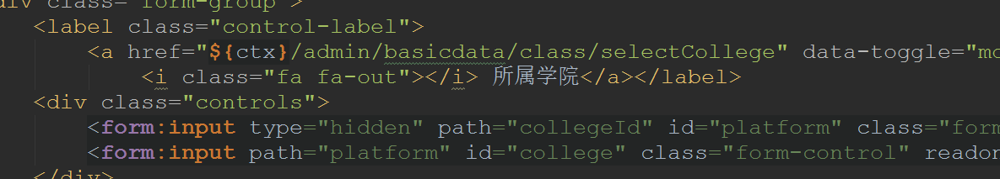 div class="form-group">
<label class="control-label">
<a href="${ctx}/admin/basicdata/class/selectCollege" data-toggle="mo
<i class="fa fa-out"></i> 所属学院</a></label>
<div class="controls">
<form:input type="hidden" path="collegeId" id="platform" class="form
<form:input path="platform" id="college" class="form-control" readon
</div>